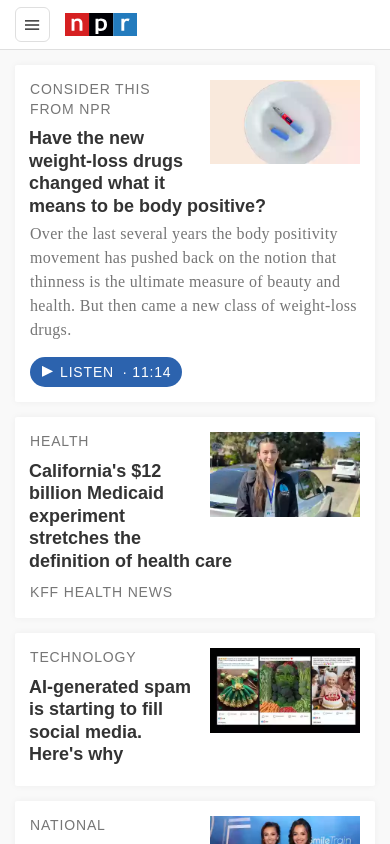 npr
CONSIDER THIS
FROM NPR
Have the new
weight-loss drugs
changed what it
means to be body positive?
Over the last several years the body positivity
movement has pushed back on the notion that
thinness is the ultimate measure of beauty and
health. But then came a new class of weight-loss
drugs.
LISTEN · 11:14
HEALTH
California's $12
billion Medicaid
experiment
stretches the
definition of health care
KFF HEALTH NEWS
TECHNOLOGY
AI-generated spam
is starting to fill
social media.
Here's why
NATIONAL
SmileTrain